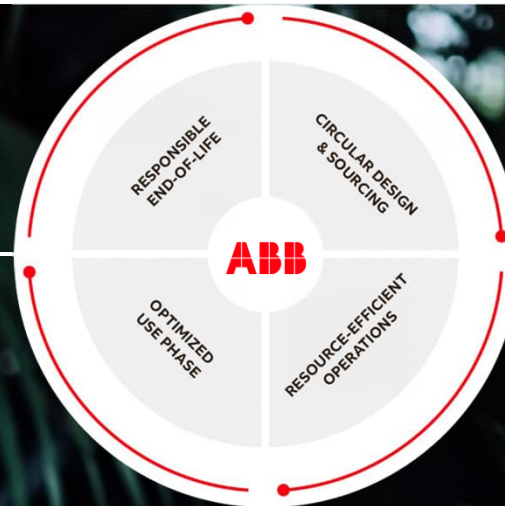 RESPONSIBLE
END-OF-LIFE
CIRCULAR DESIGN
& SOURCING
ABB
OPTIMIZED
USE PHASE
RESOURCE-EFFICIENT
OPERATIONS